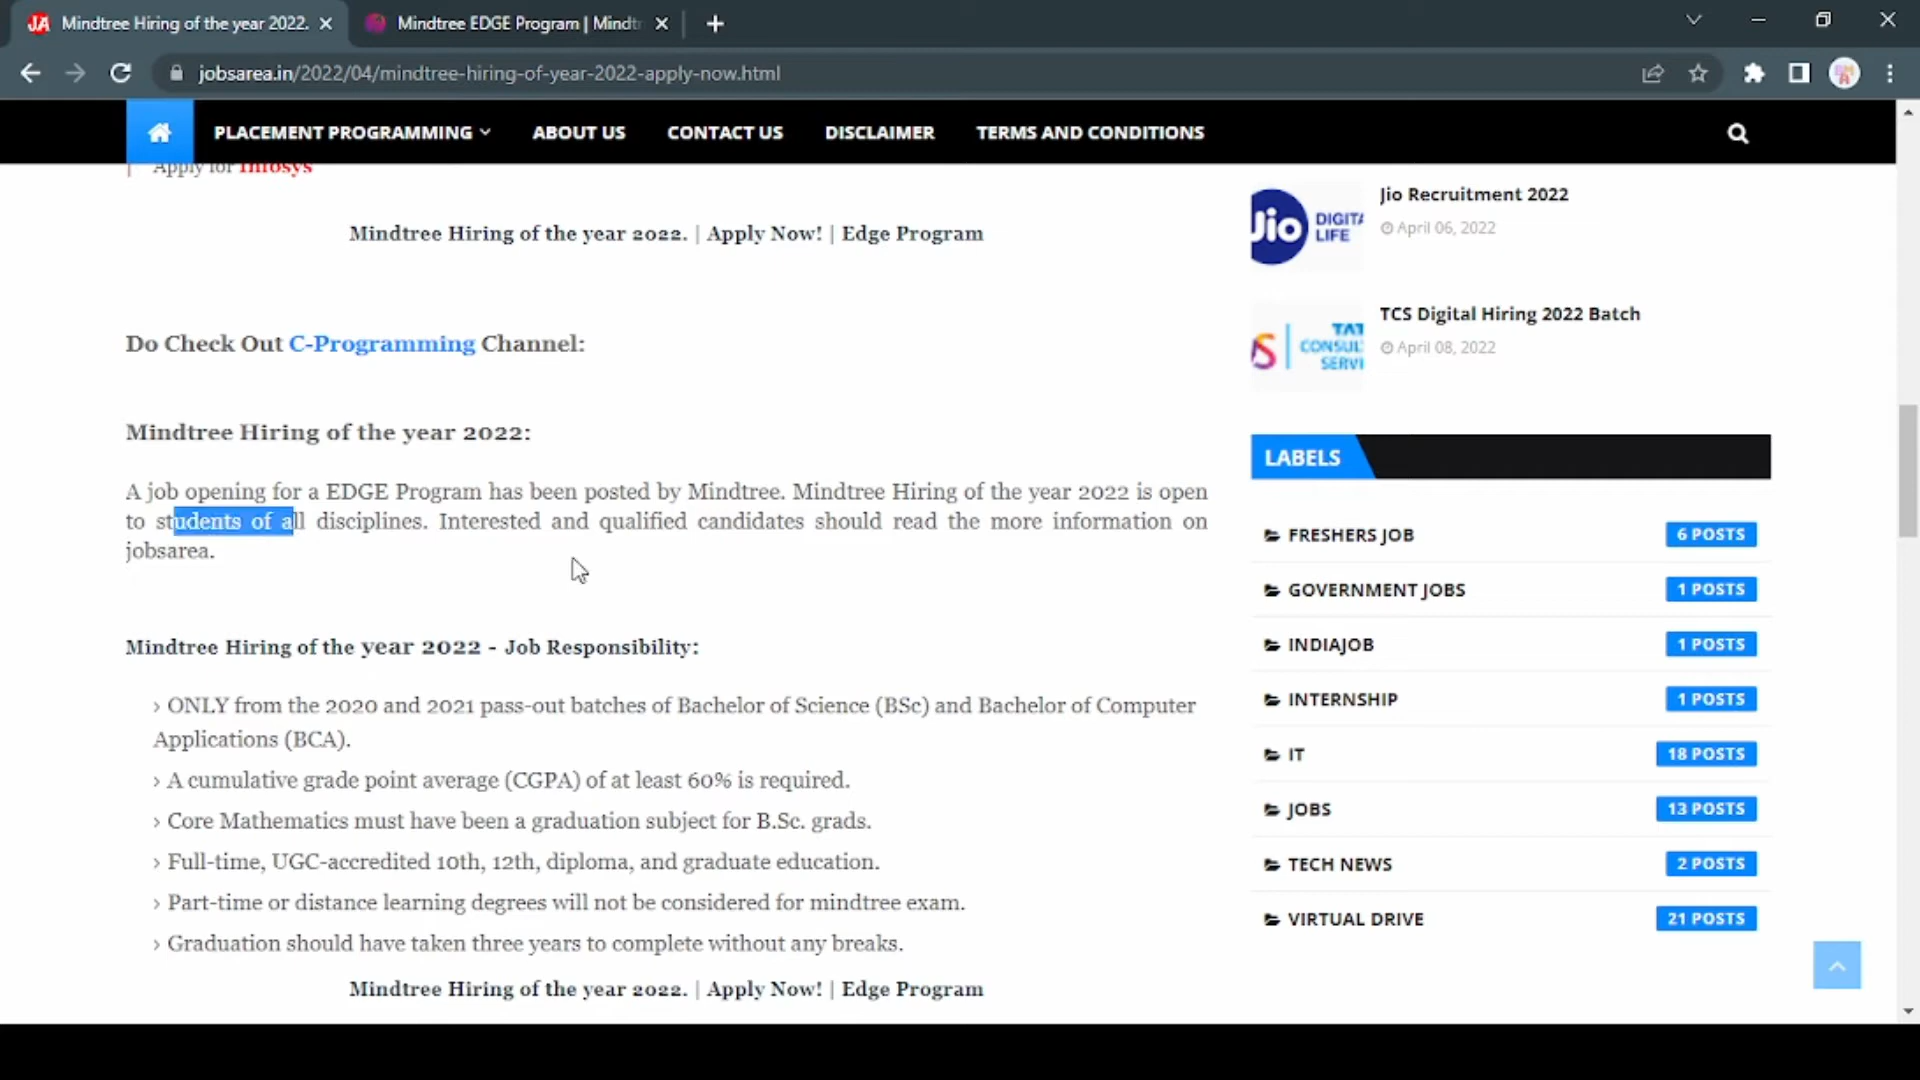 JA Mindtree Hiring of the year 2022.
Mindtree EDGE Program | Mindt
jobsarea.in/2022/04/mindtree-hiring-of-year-2022-apply-now.html
PLACEMENT PROGRAMMING
ABOUT US
CONTACT US
DISCLAIMER
TERMS AND CONDITIONS
Apply for Infosys
Mindtree Hiring of the year 2022. | Apply Now! | Edge Program
Do Check Out C-Programming Channel:
Mindtree Hiring of the year 2022:
A job opening for a EDGE Program has been posted by Mindtree. Mindtree Hiring of the year 2022 is open
to students of all disciplines. Interested and qualified candidates should read the more information on
jobsarea.
Mindtree Hiring of the year 2022 - Job Responsibility:
› ONLY from the 2020 and 2021 pass-out batches of Bachelor of Science (BSc) and Bachelor of Computer
Applications (BCA).
› A cumulative grade point average (CGPA) of at least 60% is required.
› Core Mathematics must have been a graduation subject for B.Sc. grads.
› Full-time, UGC-accredited 10th, 12th, diploma, and graduate education.
› Part-time or distance learning degrees will not be considered for mindtree exam.
› Graduation should have taken three years to complete without any breaks.
Mindtree Hiring of the year 2022. | Apply Now! | Edge Program
Jio DIGITA
LIFE
Jio Recruitment 2022
April 06, 2022
TAT
CONSUL
SERVI
TCS Digital Hiring 2022 Batch
April 08, 2022
LABELS
FRESHERS JOB 6 POSTS
GOVERNMENT JOBS 1 POSTS
INDIAJOB 1 POSTS
INTERNSHIP 1 POSTS
IT 18 POSTS
JOBS 13 POSTS
TECH NEWS 2 POSTS
VIRTUAL DRIVE 21 POSTS